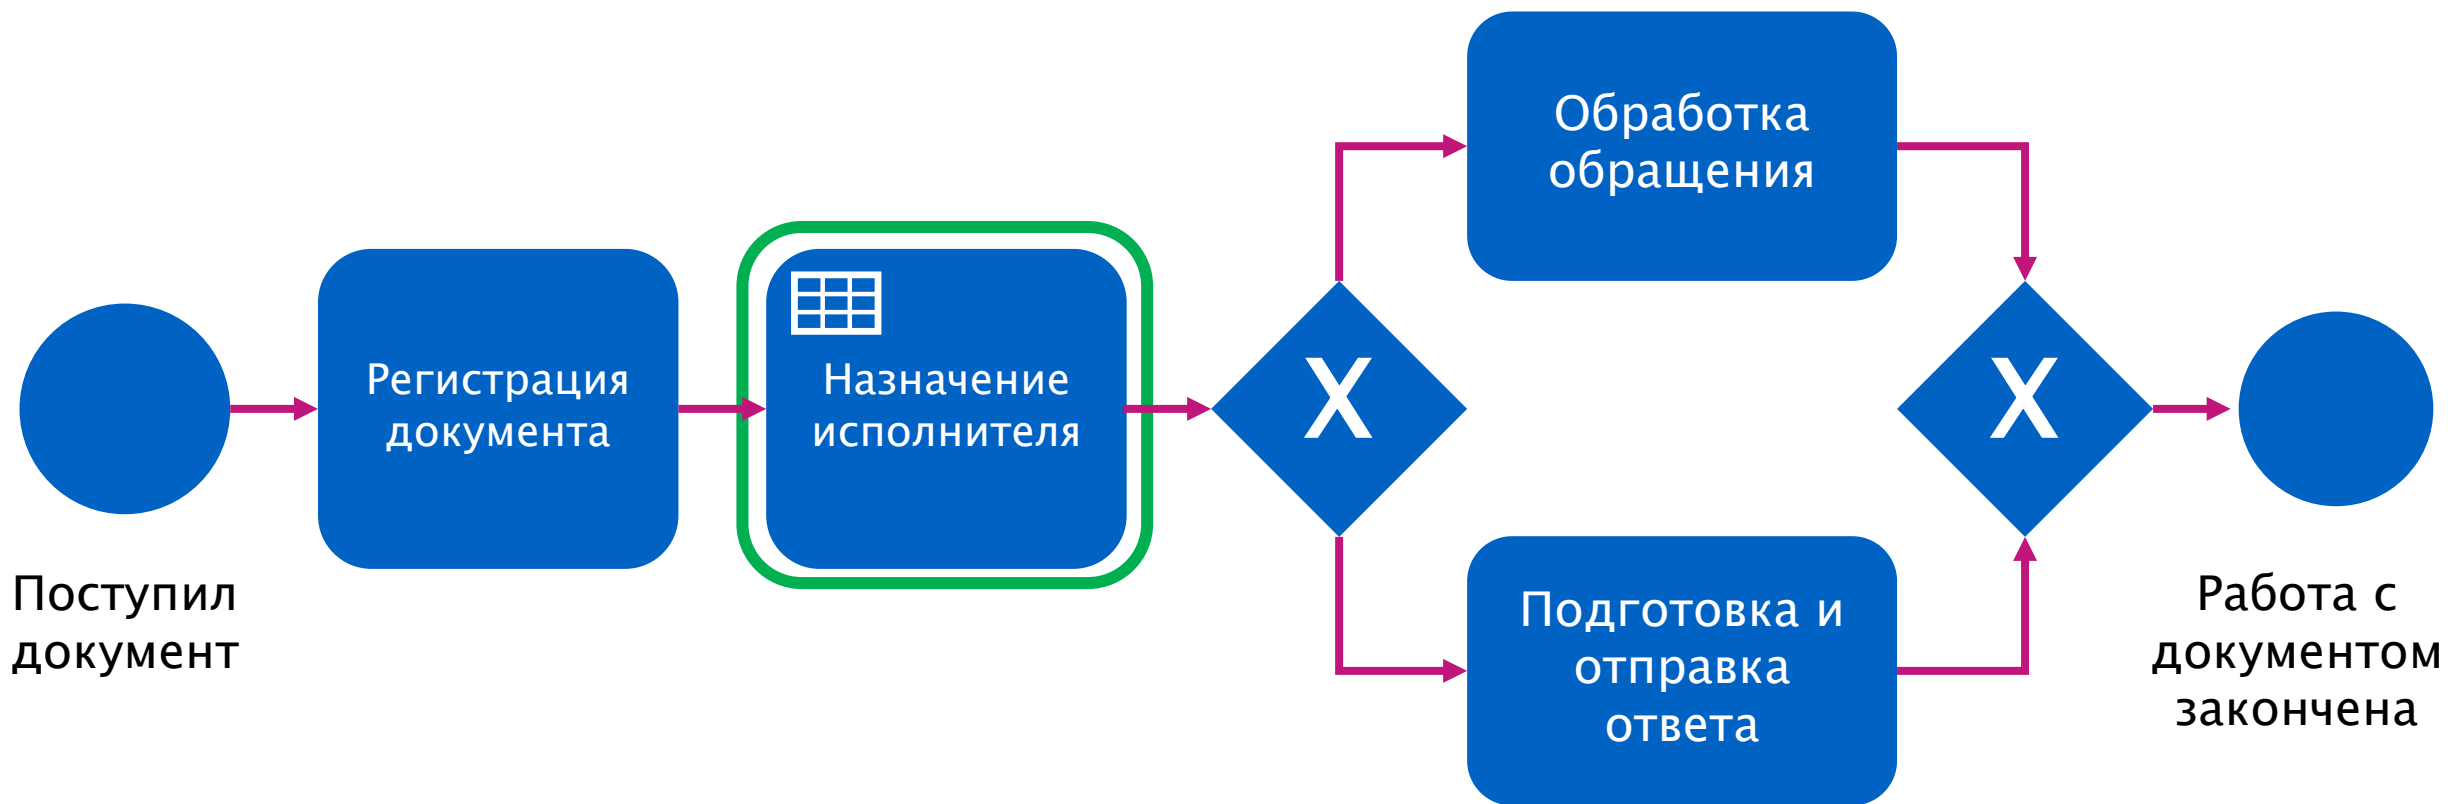 Поступил
документ
Регистрация
документа
Назначение
исполнителя
X
Обработка
обращения
Подготовка и
отправка
ответа
X
Работа с
документом
закончена